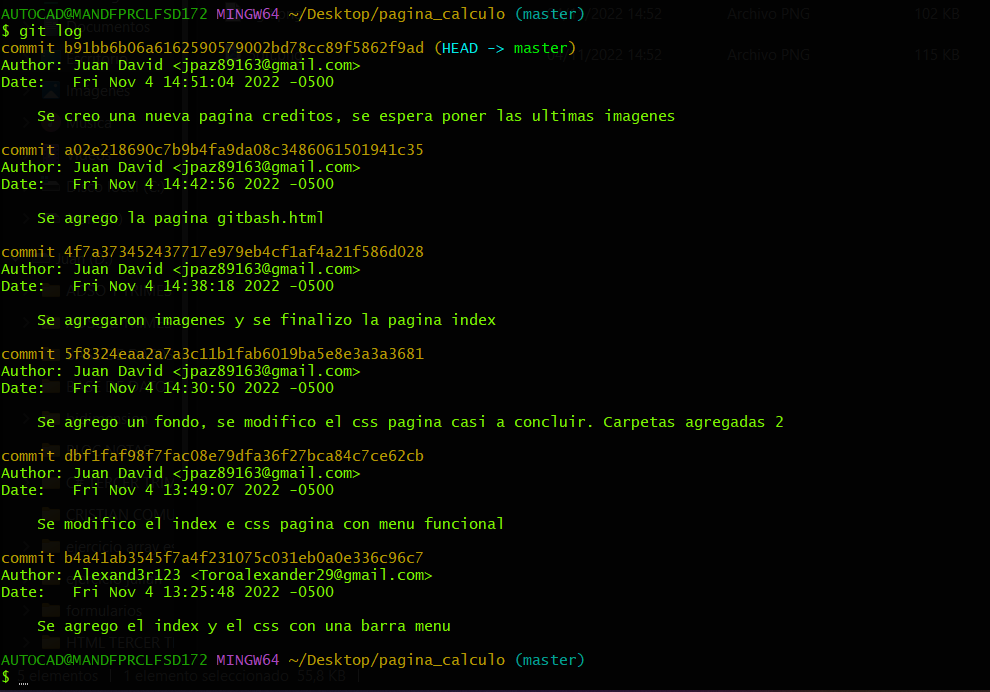 AUTOCAD@MANDFPRCLFSD172 MINGW64 ~/Desktop/pagina_calculo (master)
$ git log
commit b91bb6b06a6162590579002bd78cc89f5862f9ad (HEAD -> master)
Author: Juan David <jpaz89163@gmail.com>
Date:   Fri Nov 4 14:51:04 2022 -0500
Se creo una nueva pagina creditos, se espera poner las ultimas imagenes
commit a02e218690c7b9b4fa9da08c3486061501941c35
Author: Juan David <jpaz89163@gmail.com>
Date:   Fri Nov 4 14:42:56 2022 -0500
Se agrego la pagina gitbash.html
commit 4f7a373452437717e979eb4cf1af4a21f586d028
Author: Juan David <jpaz89163@gmail.com>
Date:   Fri Nov 4 14:38:18 2022 -0500
Se agregaron imagenes y se finalizo la pagina index
commit 5f8324eaa2a7a3c11b1fab6019ba5e8e3a3a3681
Author: Juan David <jpaz89163@gmail.com>
Date:   Fri Nov 4 14:30:50 2022 -0500
Se agrego un fondo, se modifico el css pagina casi a concluir. Carpetas agregadas 2
commit dbf1faf98f7fac08e79dfa36f27bca84c7ce62cb
Author: Juan David <jpaz89163@gmail.com>
Date:   Fri Nov 4 13:49:07 2022 -0500
Se modifico el index e css pagina con menu funcional
commit b4a41ab3545f7a4f231075c031eb0a0e336c96c7
Author: Alexand3r123 <Toroalexander29@gmail.com>
Date:   Fri Nov 4 13:25:48 2022 -0500
Se agrego el index y el css con una barra menu
AUTOCAD@MANDFPRCLFSD172 MINGW64 ~/Desktop/pagina_calculo (master)
$